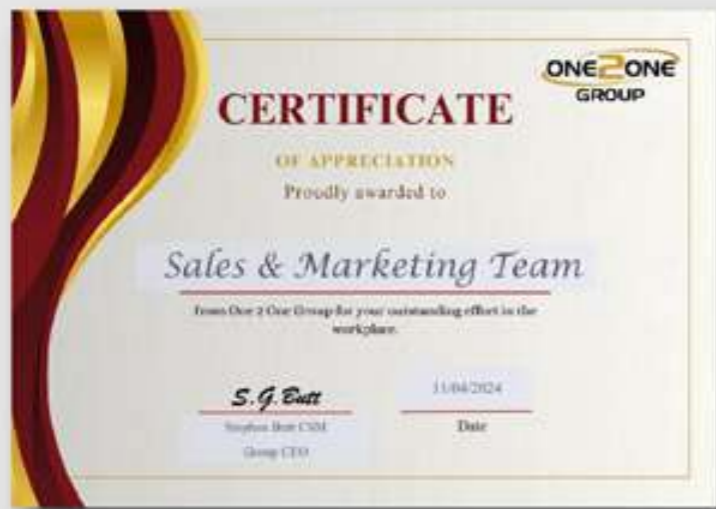 ONE2ONE
GROUP
CERTIFICATE
OF APPRECIATION
Proudly awarded to
Sales & Marketing Team
From One 2 One Group for your outstanding effort in the
workplace.
S.G.Butt
11/04/2024
Stephen Butt CSM
Date
Group CEO